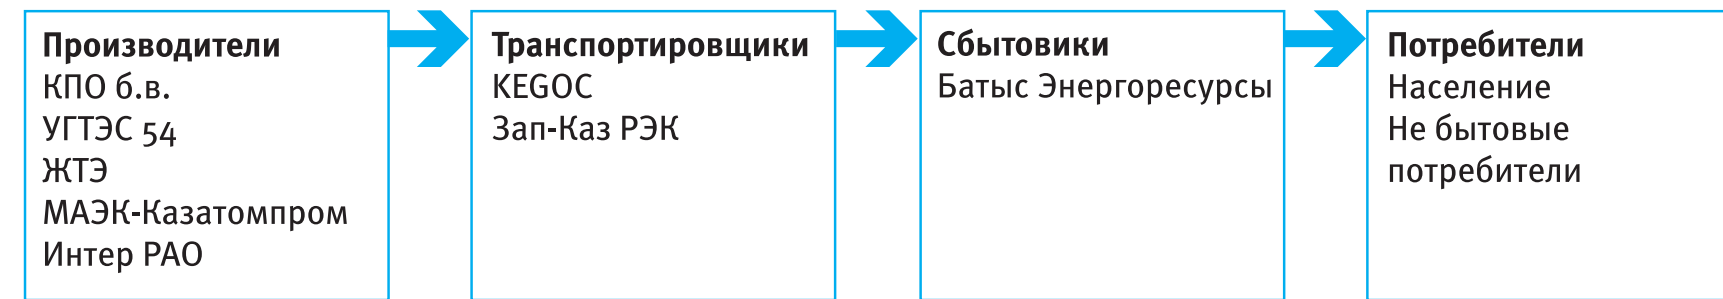 Производители
КПО б.в.
УГТЭС 54
ЖТЭ
МАЭК-Казатомпром
Интер РАО
Транспортировщики
KEGOC
Зап-Каз РЭК
Сбытовики
Батыс Энергоресурсы
Потребители
Население
Не бытовые
потребители